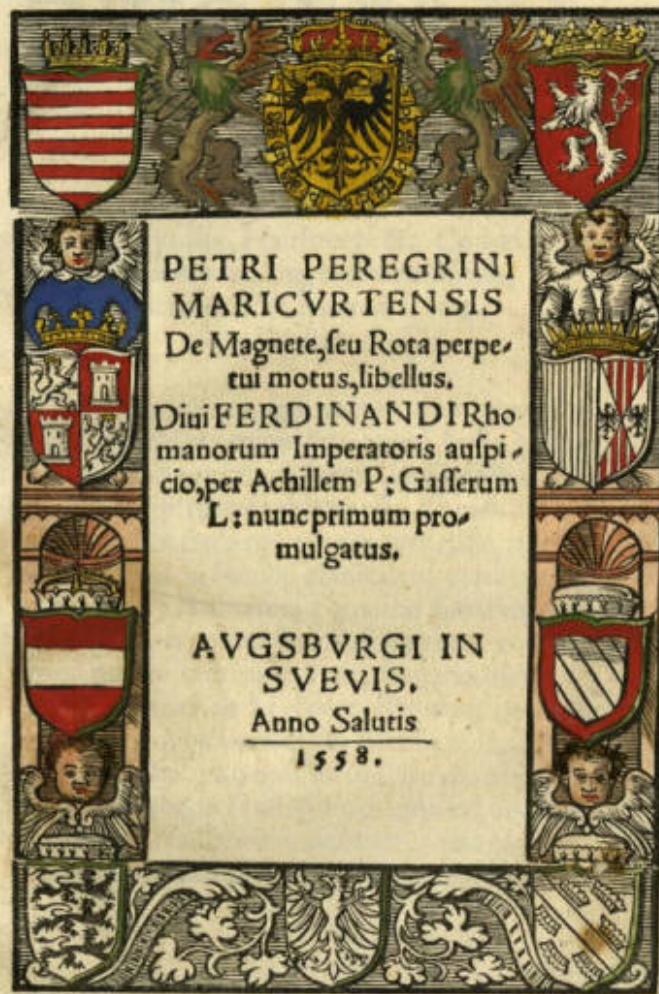 PETRI PEREGRINI
MARICVRTENSIS
De Magnete, ſeu Rota perpe⸗
tui motus, libellus.
Diui FERDINANDI Rho
manorum Imperatoris auſpi⸗
cio, per Achillem P: Gaſſerum
L: nunc primum pro⸗
mulgatus.
AVGSBVRGI IN
SVEVIS.
Anno Salutis
1558.